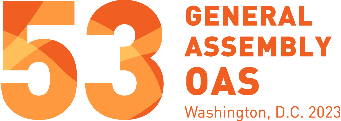 53
GENERAL
ASSEMBLY
OAS
Washington, D.C. 2023